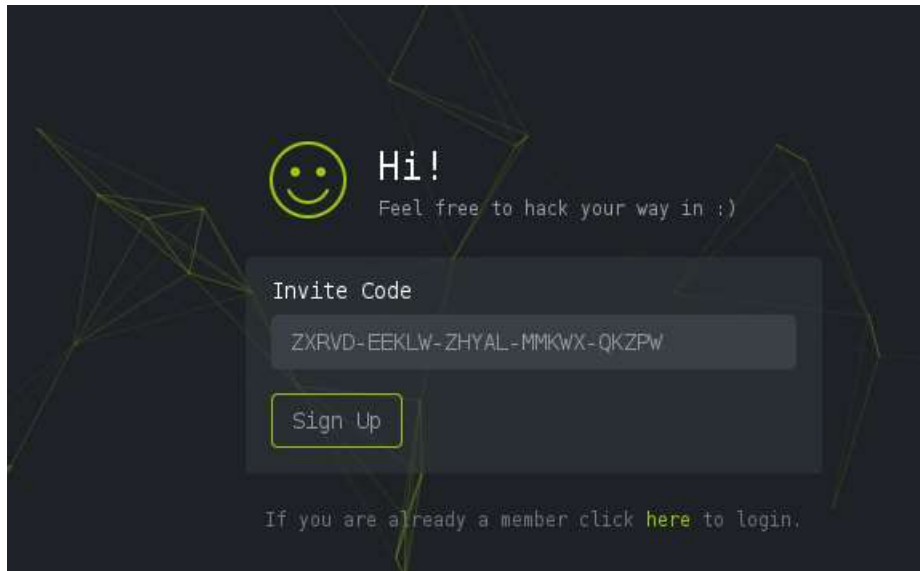 Hi!
Feel free to hack your way in :)
Invite Code
ZXRVD-EEKLW-ZHYAL-MMKWX-QKZPW
Sign Up
If you are already a member click here to login.